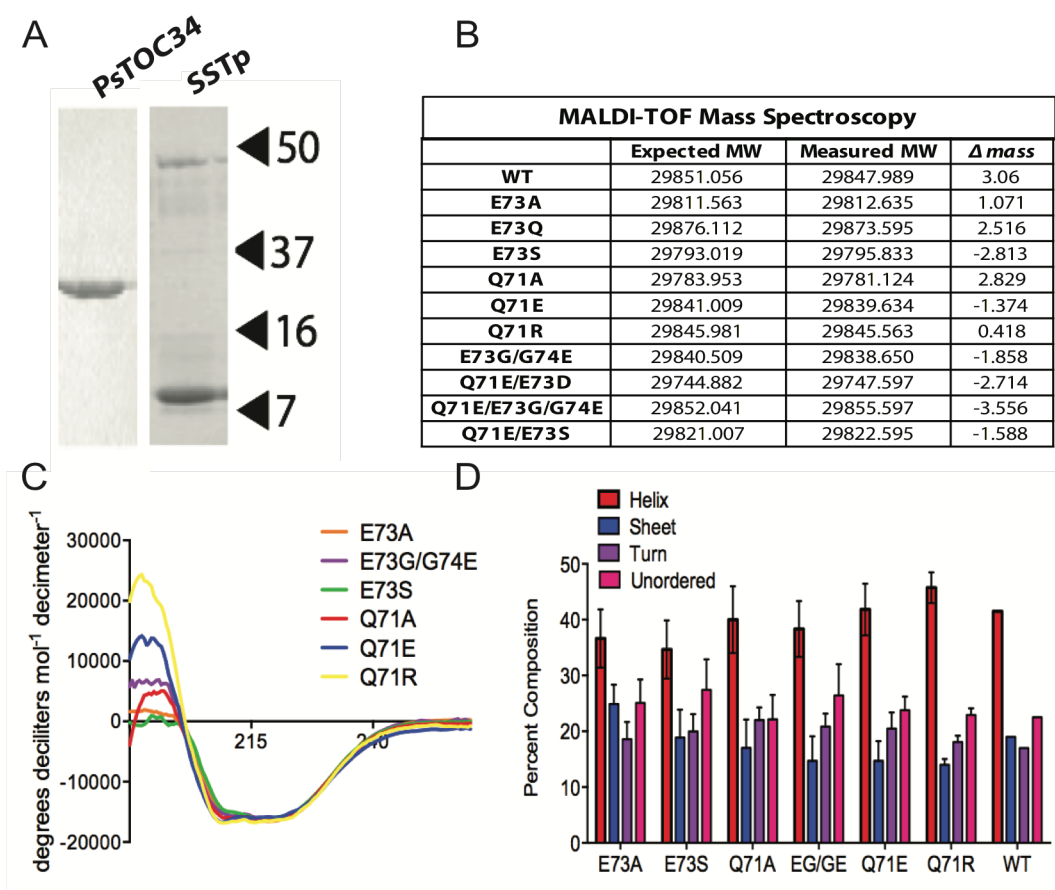 A
PsTOC34
SSTp
50
37
16
7
B
MALDI-TOF Mass Spectroscopy
Expected MW Measured MW Δ mass
WT 29851.056 29847.989 3.06
E73A 29811.563 29812.635 1.071
E73Q 29876.112 29873.595 2.516
E73S 29793.019 29795.833 -2.813
Q71A 29783.953 29781.124 2.829
Q71E 29841.009 29839.634 -1.374
Q71R 29845.981 29845.563 0.418
E73G/G74E 29840.509 29838.650 -1.858
Q71E/E73D 29744.882 29747.597 -2.714
Q71E/E73G/G74E 29852.041 29855.597 -3.556
Q71E/E73S 29821.007 29822.595 -1.588
C
degrees deciliters mol-1 decimeter-1
30000
20000
10000
0
-10000
-20000
215
240
E73A
E73G/G74E
E73S
Q71A
Q71E
Q71R
D
Helix
Sheet
Turn
Unordered
Percent Composition
50
40
30
20
10
0
E73A E73S Q71A EG/GE Q71E Q71R WT